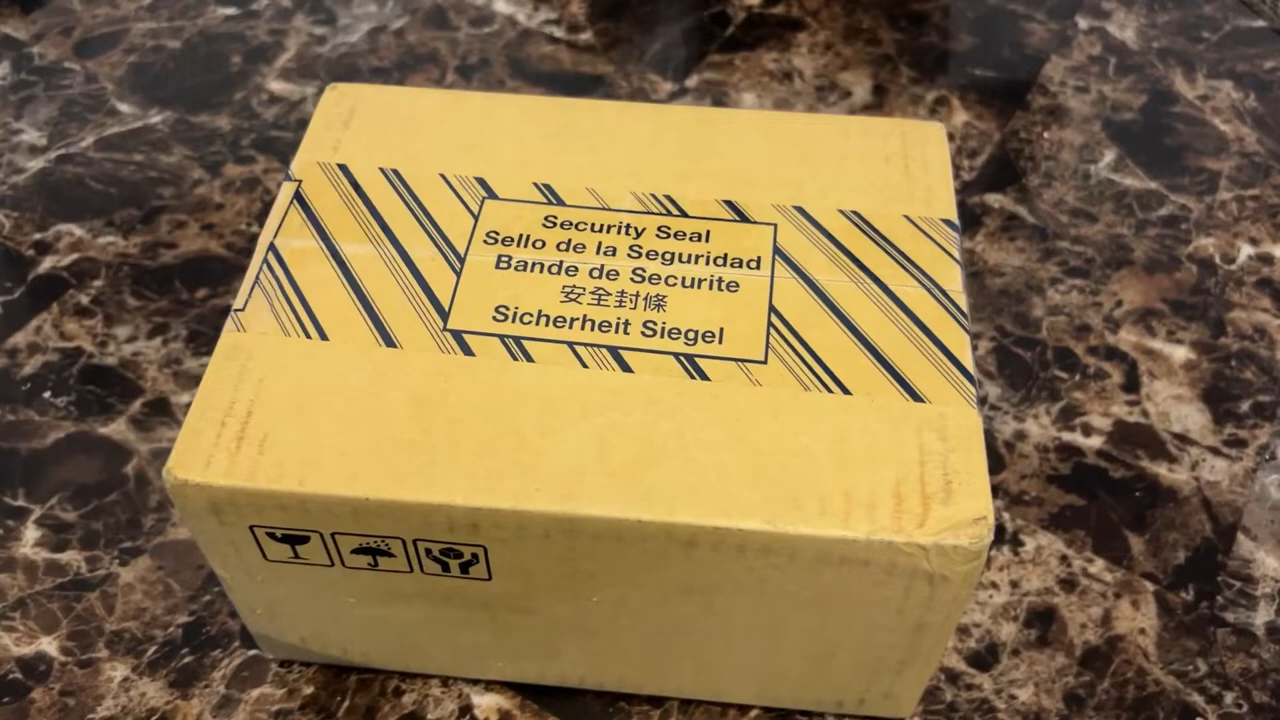 Security Seal
Sello de la Seguridad
Bande de Securite
安全封條
Sicherheit Siegel